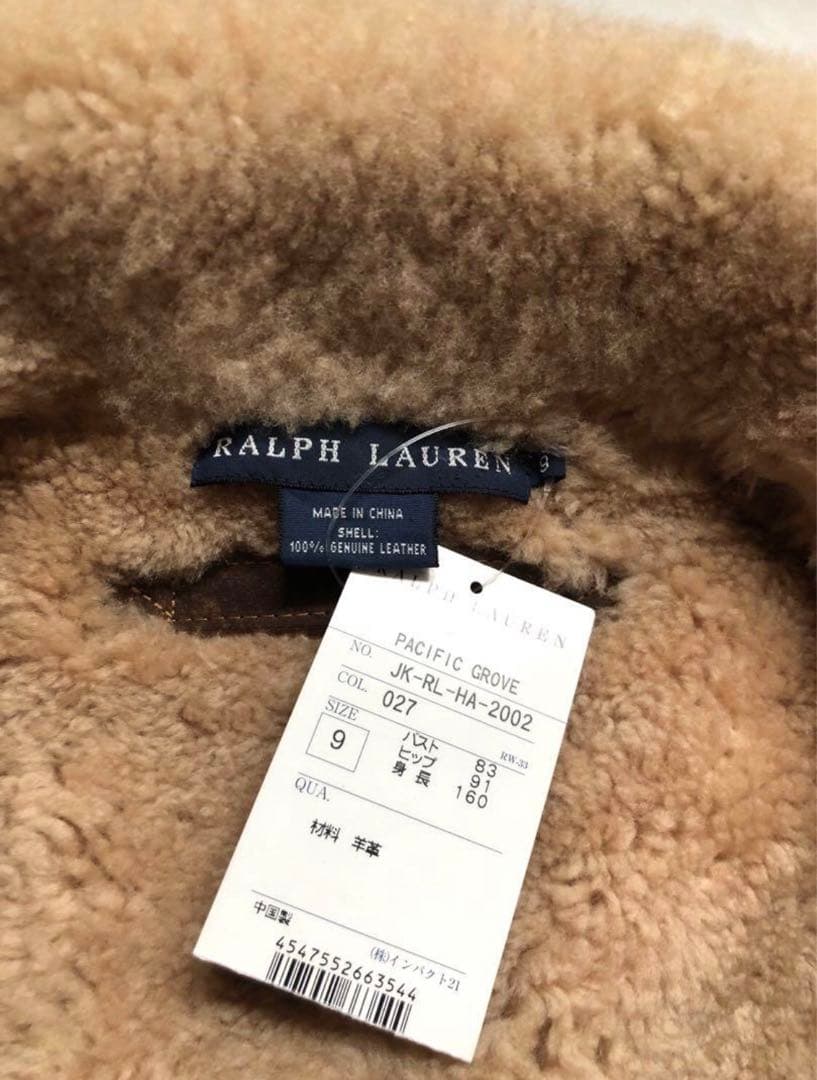 RALPH LAUREN
9
MADE IN CHINA
SHELL:
100% GENUINE LEATHER
RALPH LAUREN
PACIFIC GROVE
NO. JK-RL-HA-2002
COL. 027
SIZE
RW-33
9
バスト 83
ヒップ 91
身長 160
QUA.
材料 羊革
中国製
(株)インパクト21
4547552663544